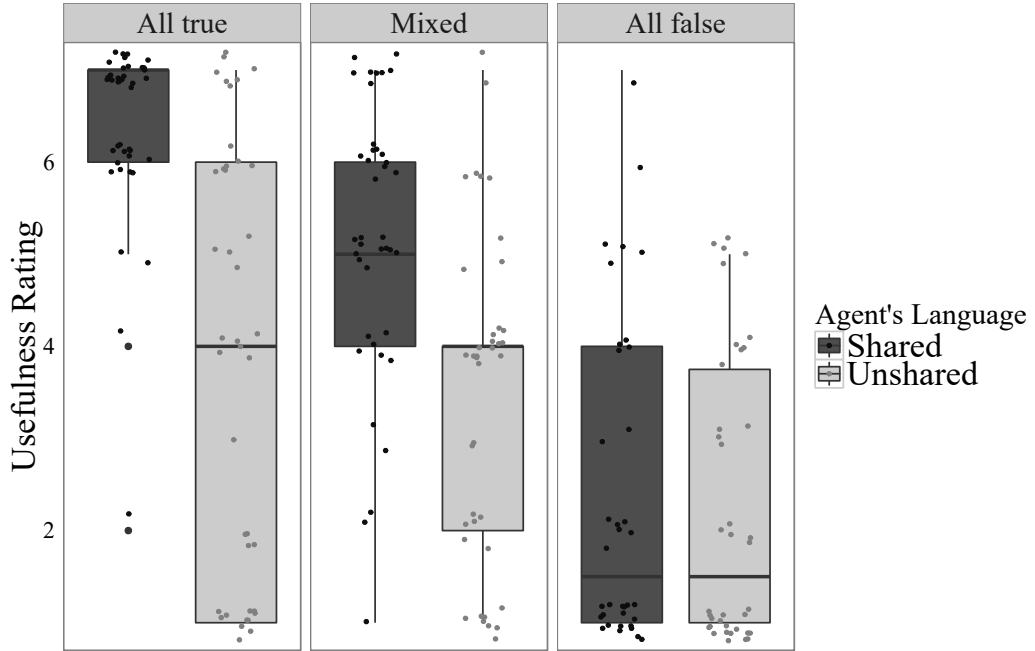 All true
Mixed
All false
Usefulness Rating
6
4
2
Agent's Language
Shared
Unshared